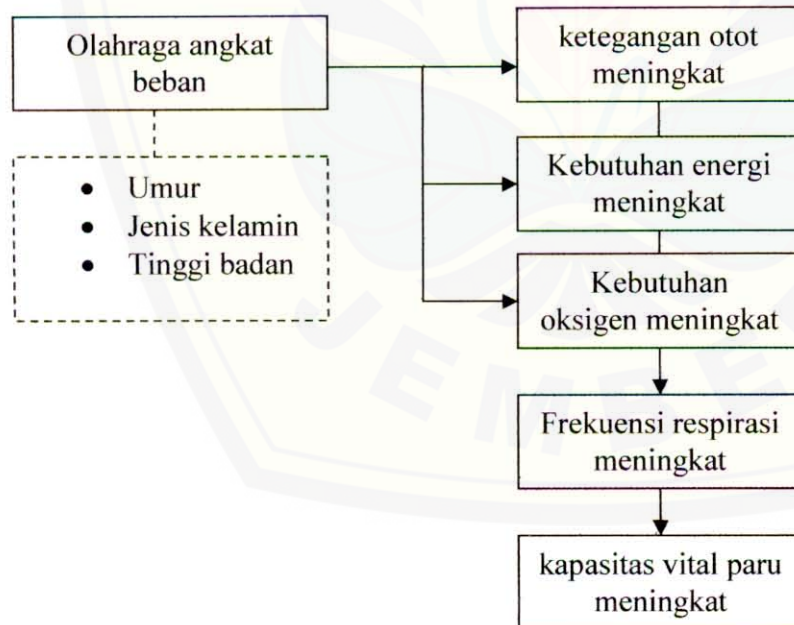 Olahraga angkat
beban
• Umur
• Jenis kelamin
• Tinggi badan
ketegangan otot
meningkat
Kebutuhan energi
meningkat
Kebutuhan
oksigen meningkat
Frekuensi respirasi
meningkat
kapasitas vital paru
meningkat
JEMBE